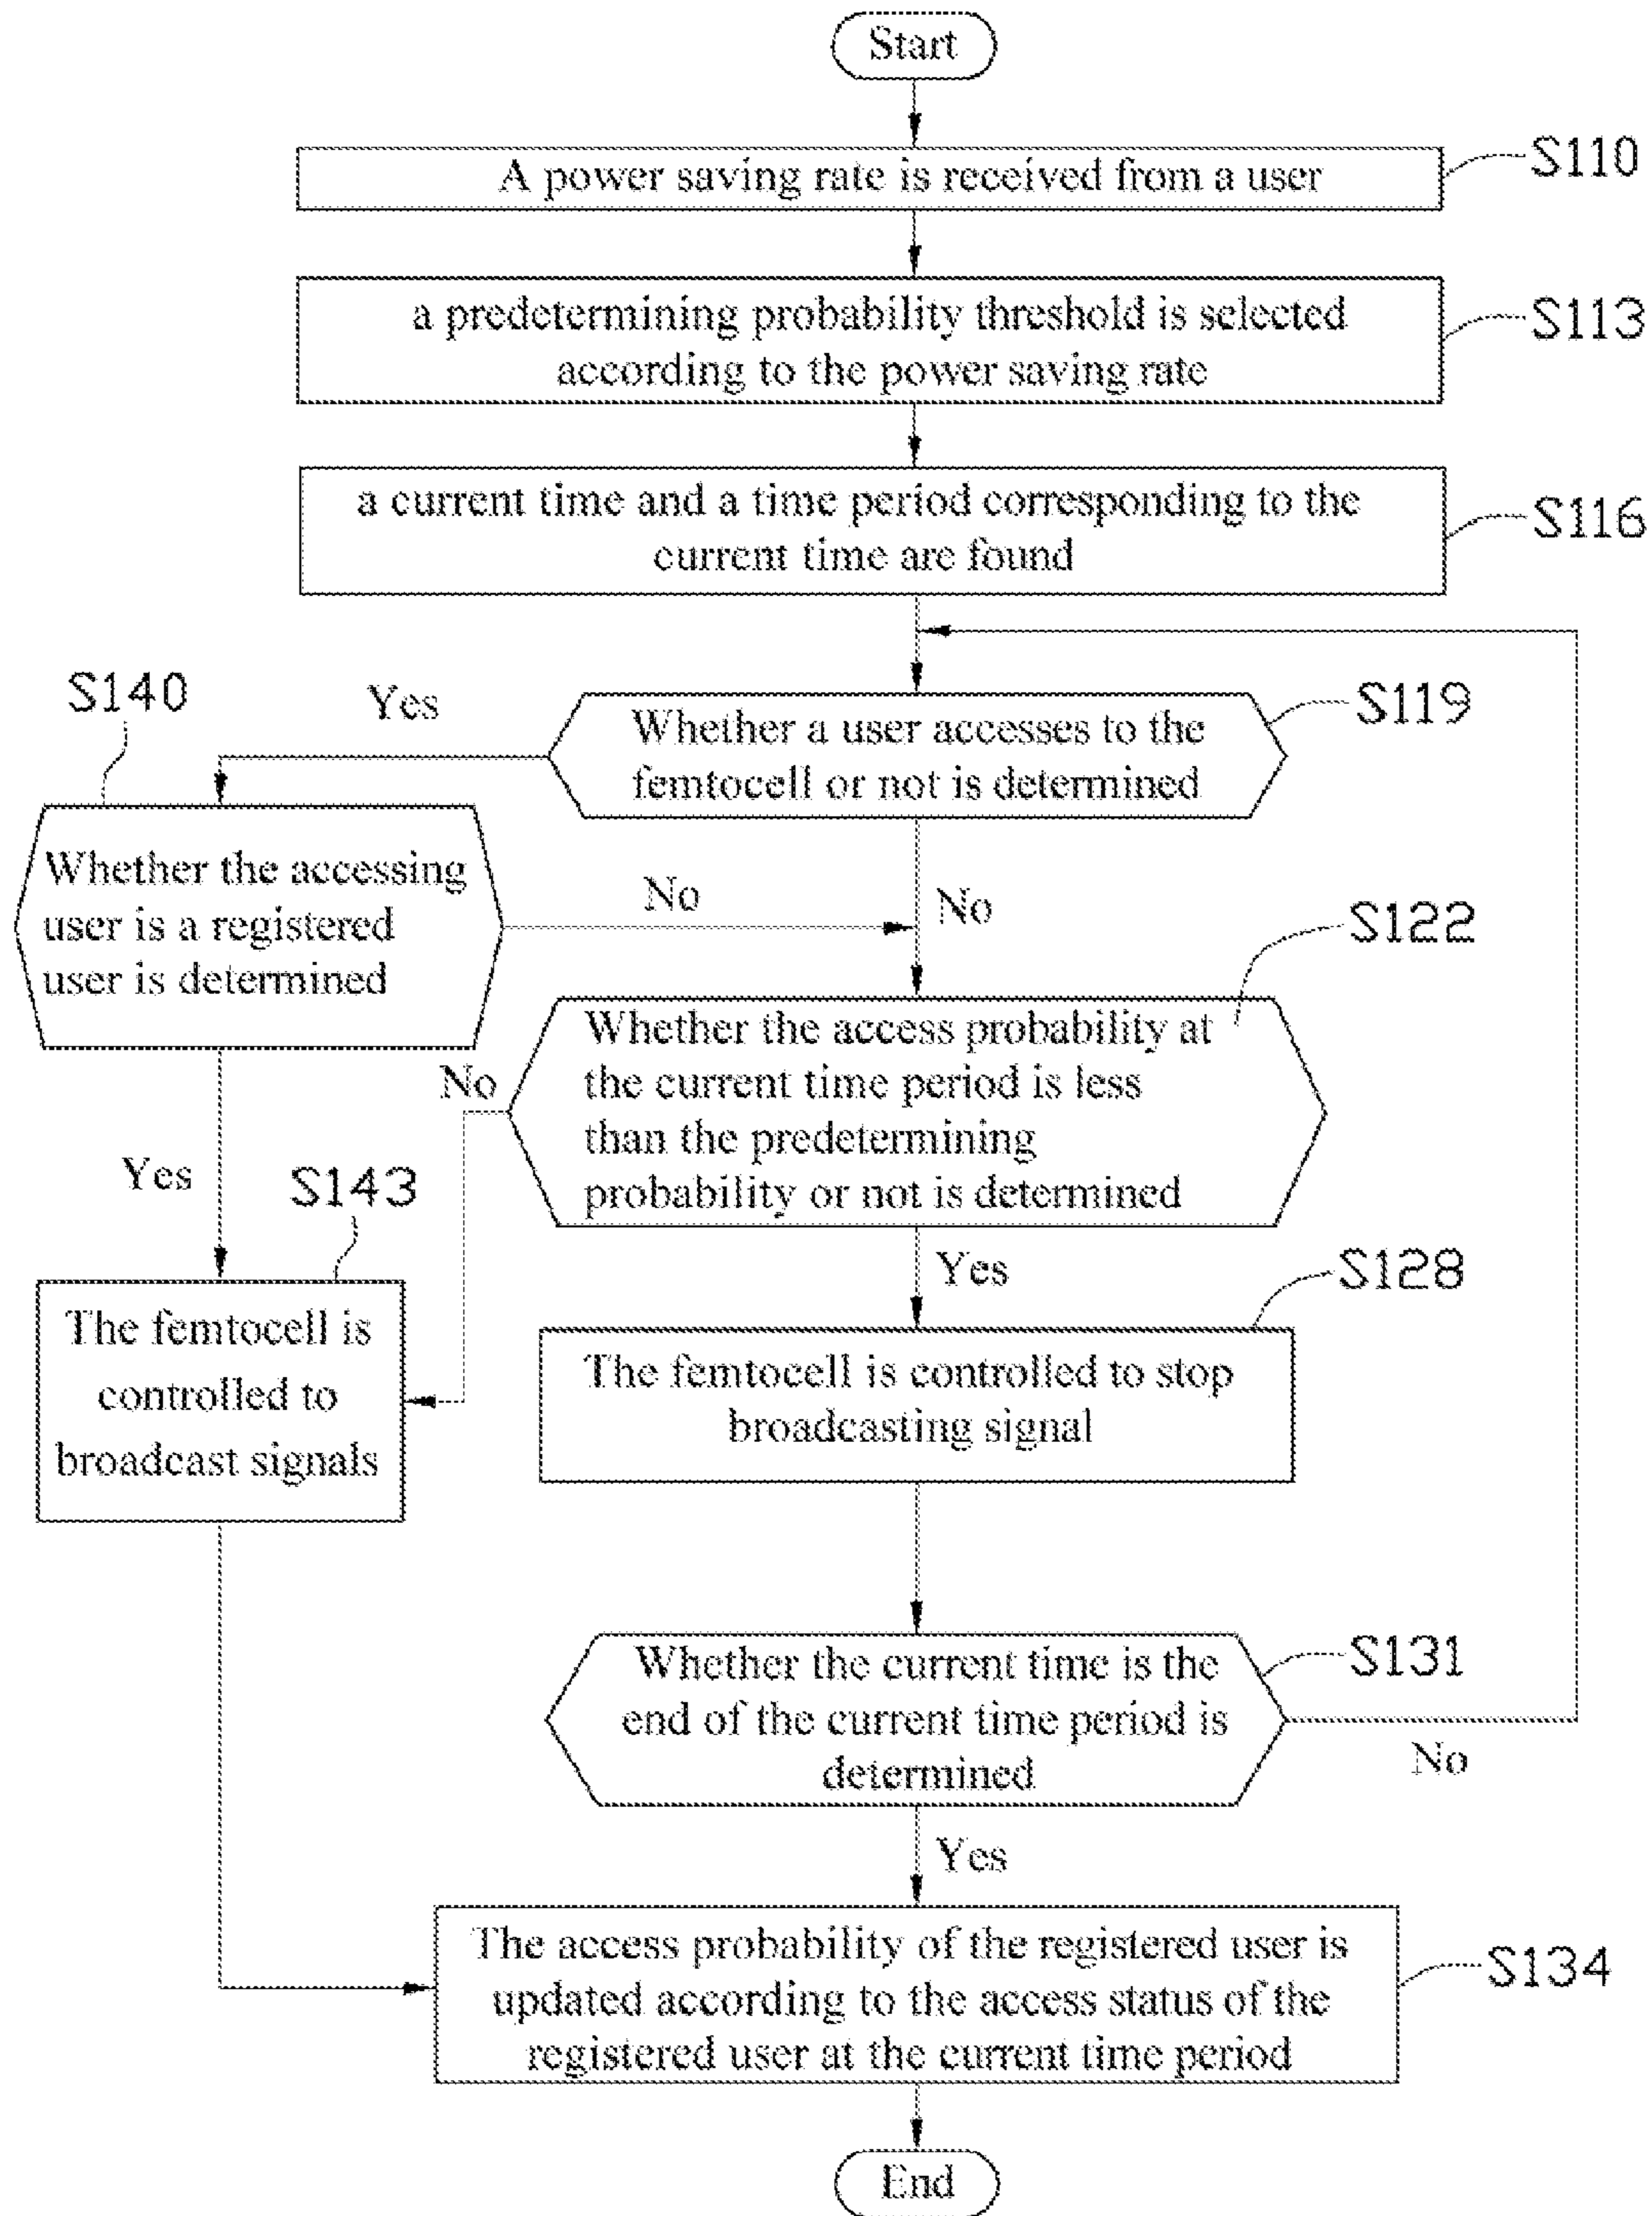 Start
A power saving rate is received from a user
S110
a predetermining probability threshold is selected
according to the power saving rate
S113
a current time and a time period corresponding to the
current time are found
S116
S140
Yes
Whether a user accesses to the
femtocell or not is determined
S119
Whether the accessing
user is a registered
user is determined
No
No
S122
Whether the access probability at
the current time period is less
than the predetermining
probability or not is determined
No
Yes
S143
Yes
S128
The femtocell is
controlled to
broadcast signals
The femtocell is controlled to stop
broadcasting signal
Whether the current time is the
end of the current time period is
determined
S131
No
Yes
The access probability of the registered user is
updated according to the access status of the
registered user at the current time period
S134
End